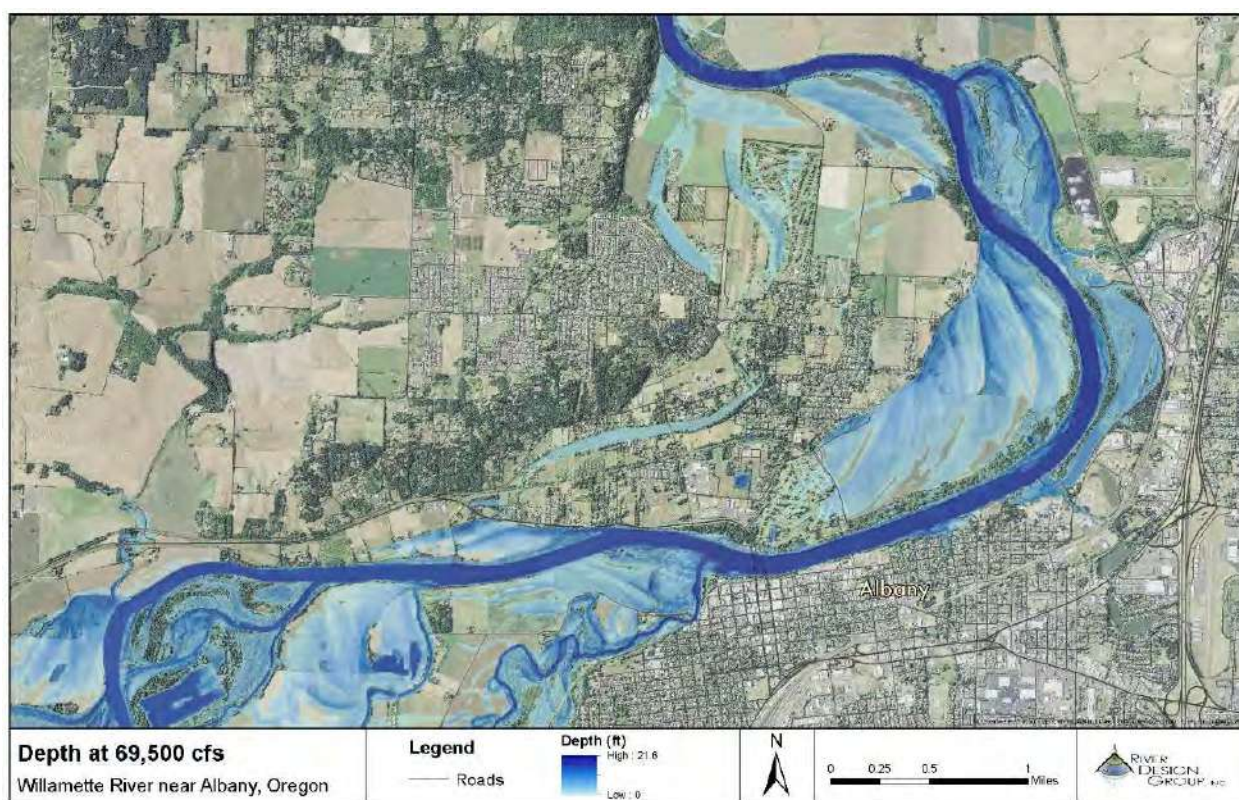 Albany
Depth at 69,500 cfs
Willamette River near Albany, Oregon
Legend
Roads
Depth (ft)
High : 21.6
Low : 0
N
0 0.25 0.5 1
Miles
RIVER
DESIGN
GROUP, INC